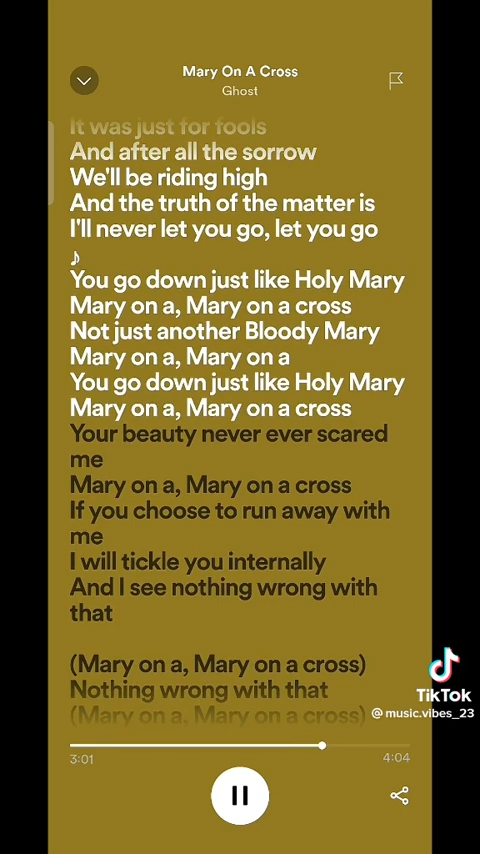 Mary On A Cross
Ghost
It was just for fools
And after all the sorrow
We'll be riding high
And the truth of the matter is
I'll never let you go, let you go
♪
You go down just like Holy Mary
Mary on a, Mary on a cross
Not just another Bloody Mary
Mary on a, Mary on a
You go down just like Holy Mary
Mary on a, Mary on a cross
Your beauty never ever scared
me
Mary on a, Mary on a cross
If you choose to run away with
me
I will tickle you internally
And I see nothing wrong with
that
(Mary on a, Mary on a cross)
Nothing wrong with that
(Mary on a, Mary on a cross)
TikTok
@music.vibes_23
3:01
4:04